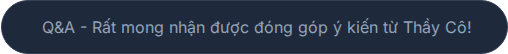 Q&A - Rất mong nhận được đóng góp ý kiến từ Thầy Cô!